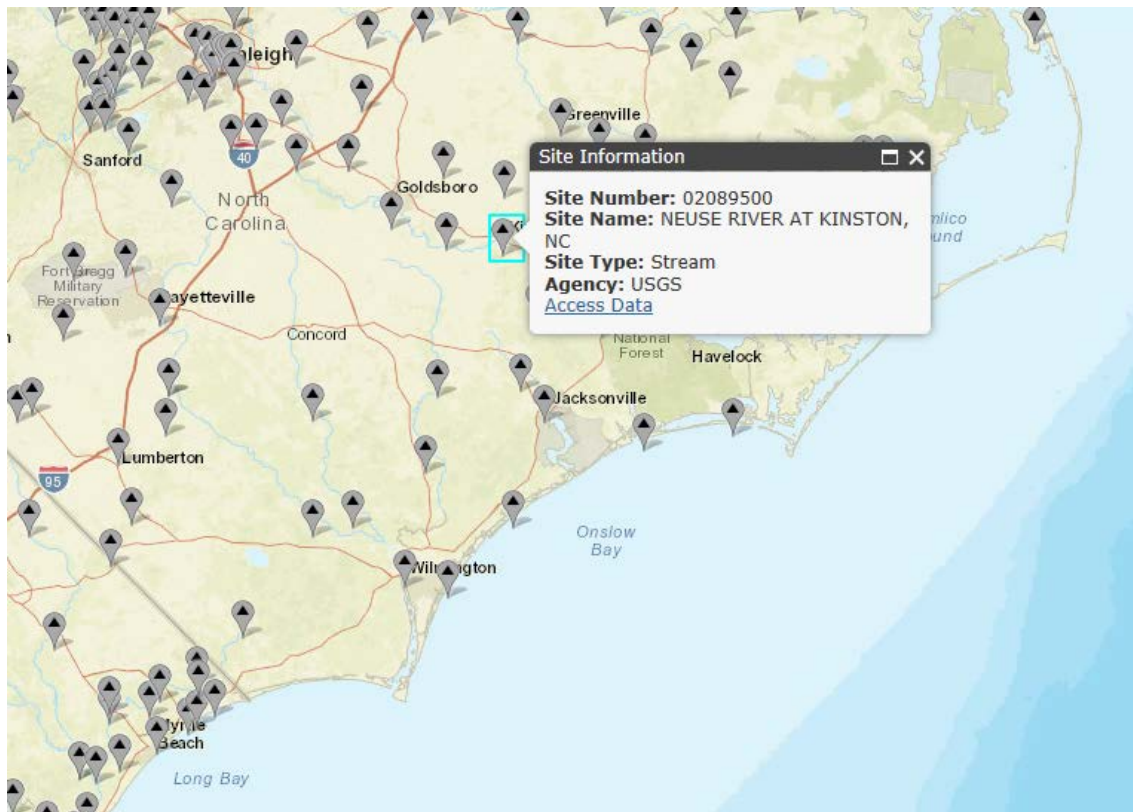 Raleigh
Greenville
40
Sanford
Site Information
Goldsboro
North
Carolina
Site Number: 02089500
Site Name: NEUSE RIVER AT KINSTON,
NC
Site Type: Stream
Agency: USGS
Access Data
Fort Bragg
Military
Reservation
Fayetteville
Concord
National
Forest
Havelock
Jacksonville
Lumberton
95
Onslow
Bay
Wilmington
Myrtle
Beach
Long Bay